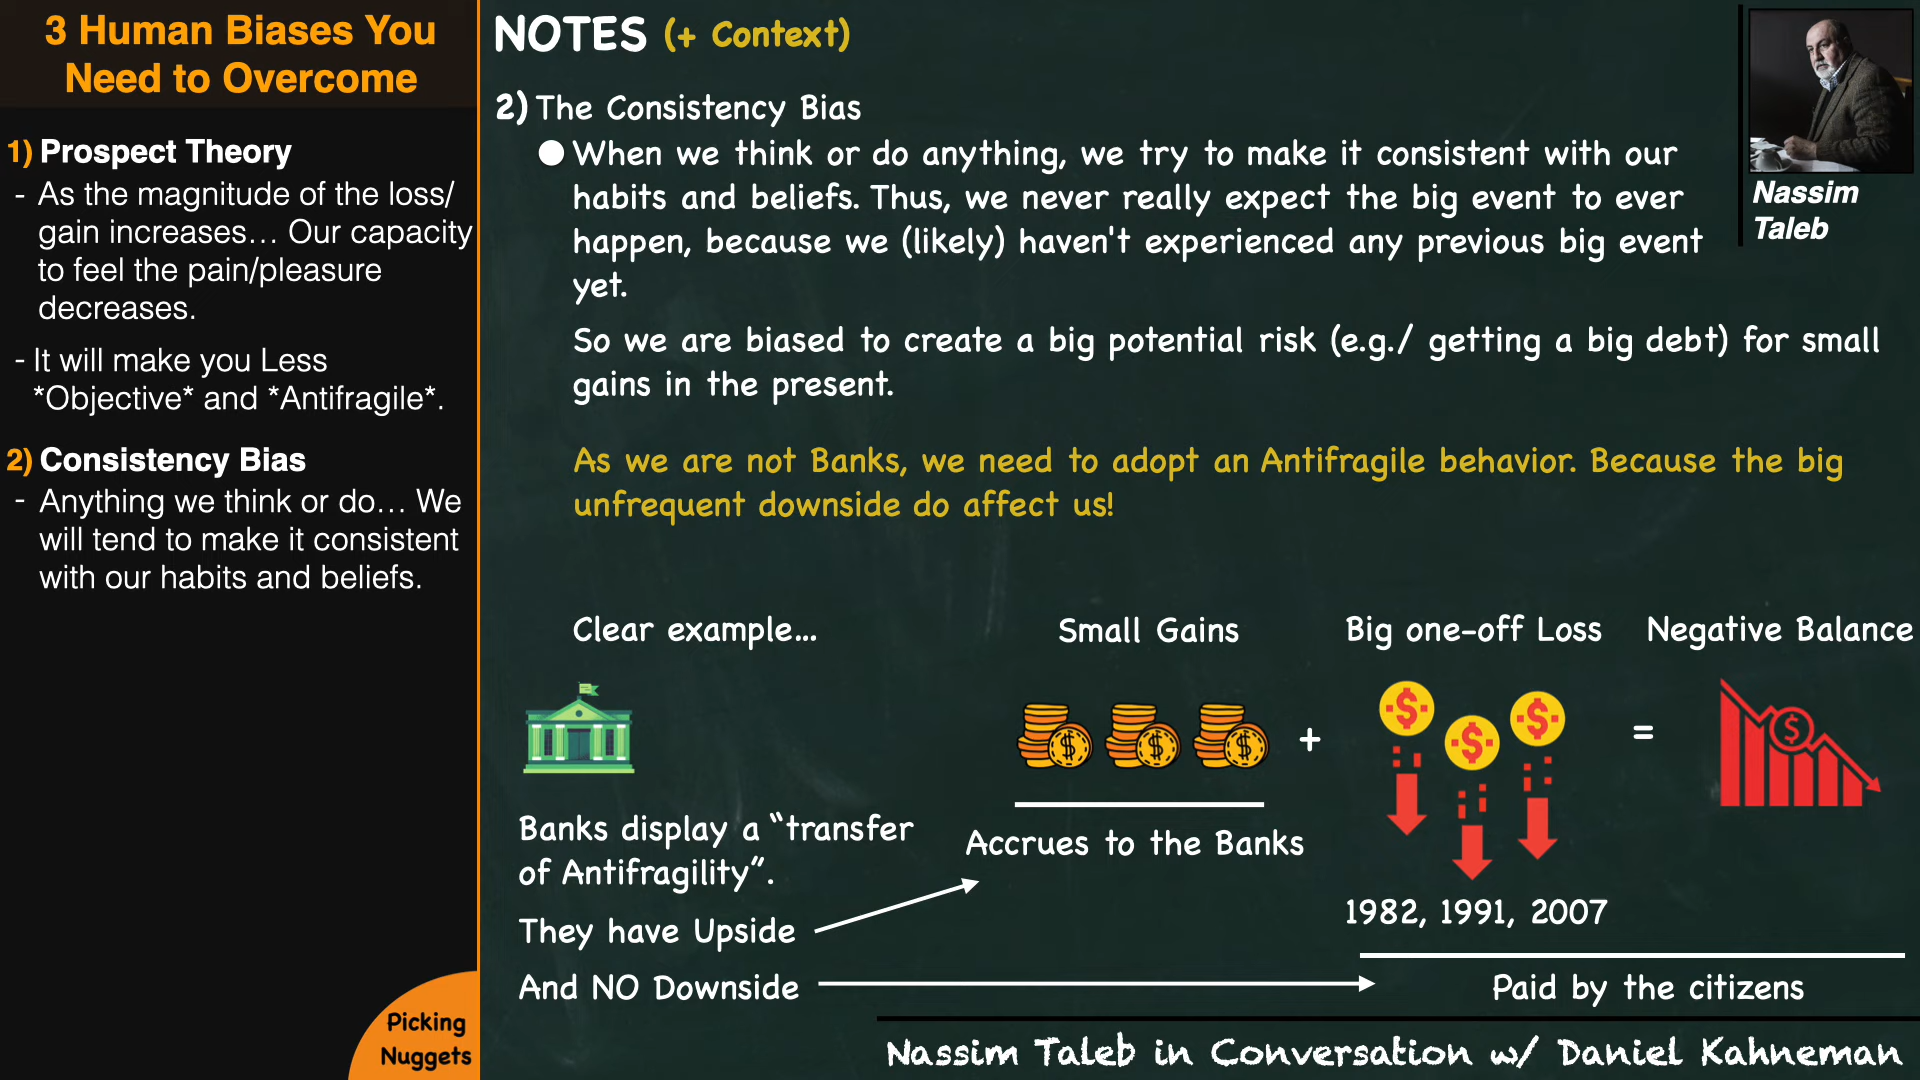 3 Human Biases You
Need to Overcome
1) Prospect Theory
- As the magnitude of the loss/
gain increases... Our capacity
to feel the pain/pleasure
decreases.
- It will make you Less
*Objective* and *Antifragile*.
2) Consistency Bias
- Anything we think or do... We
will tend to make it consistent
with our habits and beliefs.
Picking
Nuggets
NOTES (+ Context)
2) The Consistency Bias
● When we think or do anything, we try to make it consistent with our
habits and beliefs. Thus, we never really expect the big event to ever
happen, because we (likely) haven't experienced any previous big event
yet.
So we are biased to create a big potential risk (e.g./ getting a big debt) for small
gains in the present.
As we are not Banks, we need to adopt an Antifragile behavior. Because the big
unfrequent downside do affect us!
Nassim
Taleb
Clear example...
Small Gains
Big one-off Loss
Negative Balance
+
=
Banks display a “transfer
of Antifragility”.
They have Upside
And NO Downside
Accrues to the Banks
1982, 1991, 2007
Paid by the citizens
Nassim Taleb in Conversation w/ Daniel Kahneman